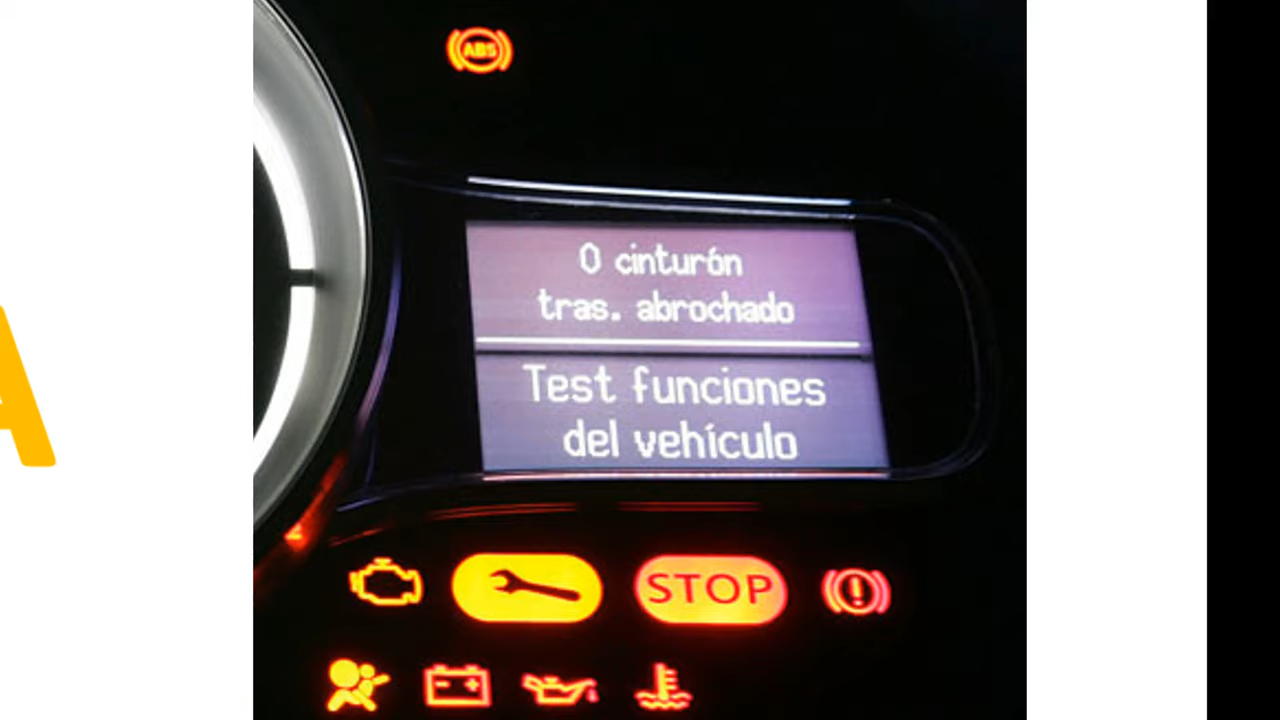 ABS
0 cinturón
tras. abrochado
Test funciones
del vehículo
STOP
A